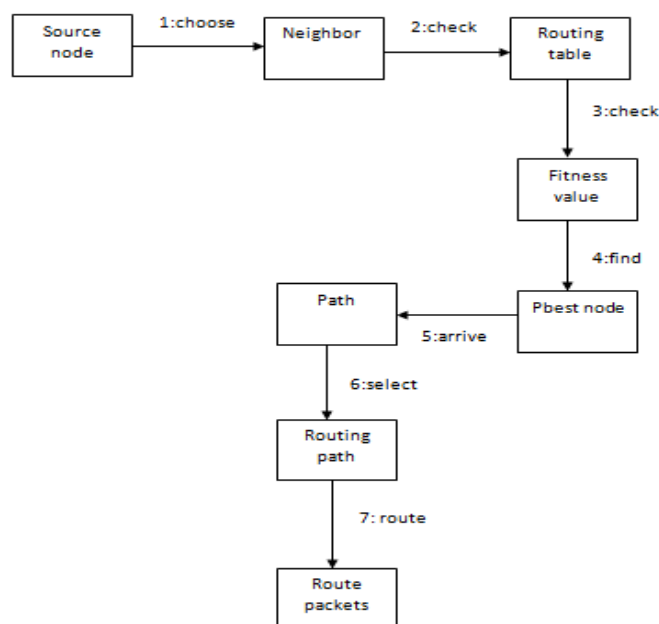 Source
node
1:choose
Neighbor
2:check
Routing
table
3:check
Fitness
value
4:find
Pbest node
5:arrive
Path
6:select
Routing
path
7: route
Route
packets